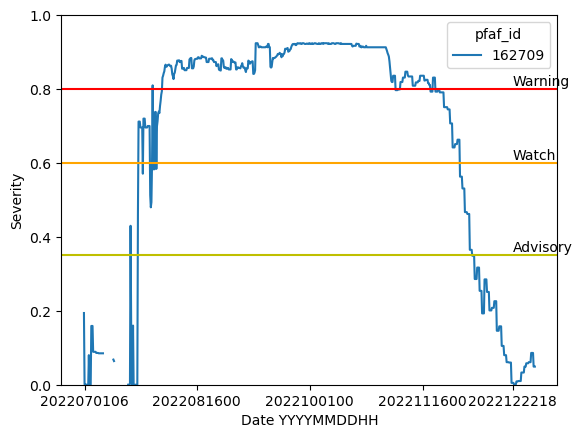 1.0
pfaf_id
162709
0.8
Warning
0.6
Watch
Severity
0.4
Advisory
0.2
0.0
2022070106 2022081600 2022100100 2022111600 2022122218
Date YYYYMMDDHH